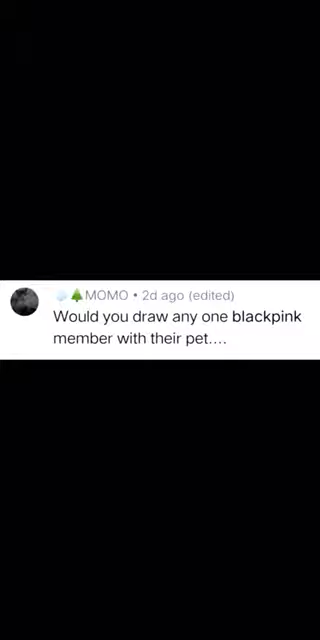 🌲MOMO • 2d ago (edited)
Would you draw any one blackpink
member with their pet....